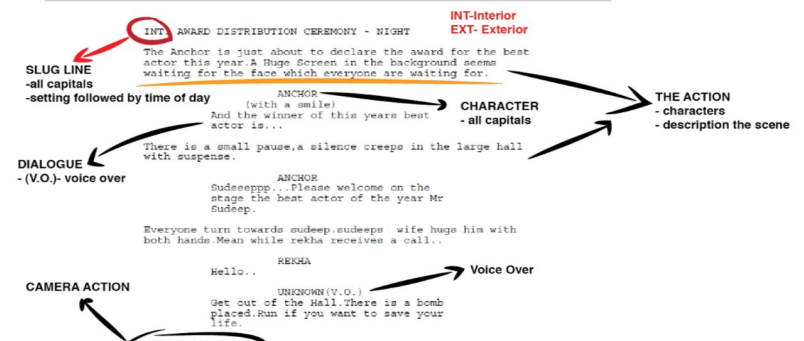 INT-Interior
EXT- Exterior
INT. AWARD DISTRIBUTION CEREMONY - NIGHT
The Anchor is just about to declare the award for the best
actor this year.A Huge Screen in the background seems
waiting for the face which everyone are waiting for.
SLUG LINE
-all capitals
-setting followed by time of day
ANCHOR
(with a smile)
And the winner of this years best
actor is...
CHARACTER
- all capitals
THE ACTION
- characters
- description the scene
There is a small pause,a silence creeps in the large hall
with suspense.
DIALOGUE
- (V.O.)- voice over
ANCHOR
Sudeeeppp...Please welcome on the
stage the best actor of the year Mr
Sudeep.
Everyone turn towards sudeep.sudeeps wife hugs him with
both hands.Mean while rekha receives a call..
REKHA
Hello..
Voice Over
CAMERA ACTION
UNKNOWN(V.O.)
Get out of the Hall.There is a bomb
placed.Run if you want to save your
life.